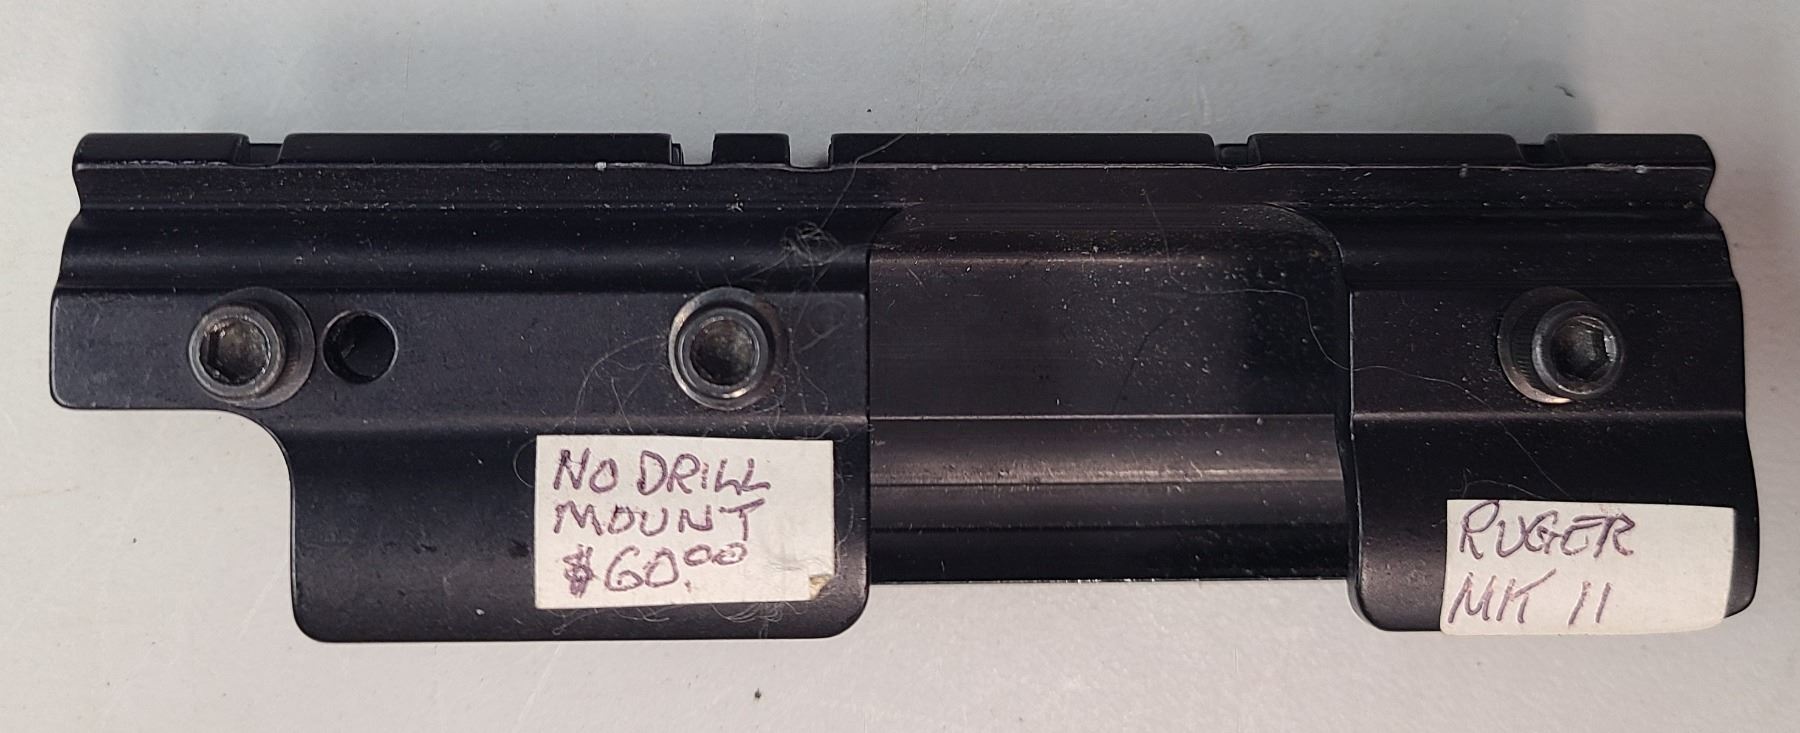 NO DRILL
MOUNT
$60.00
RUGER
MK II